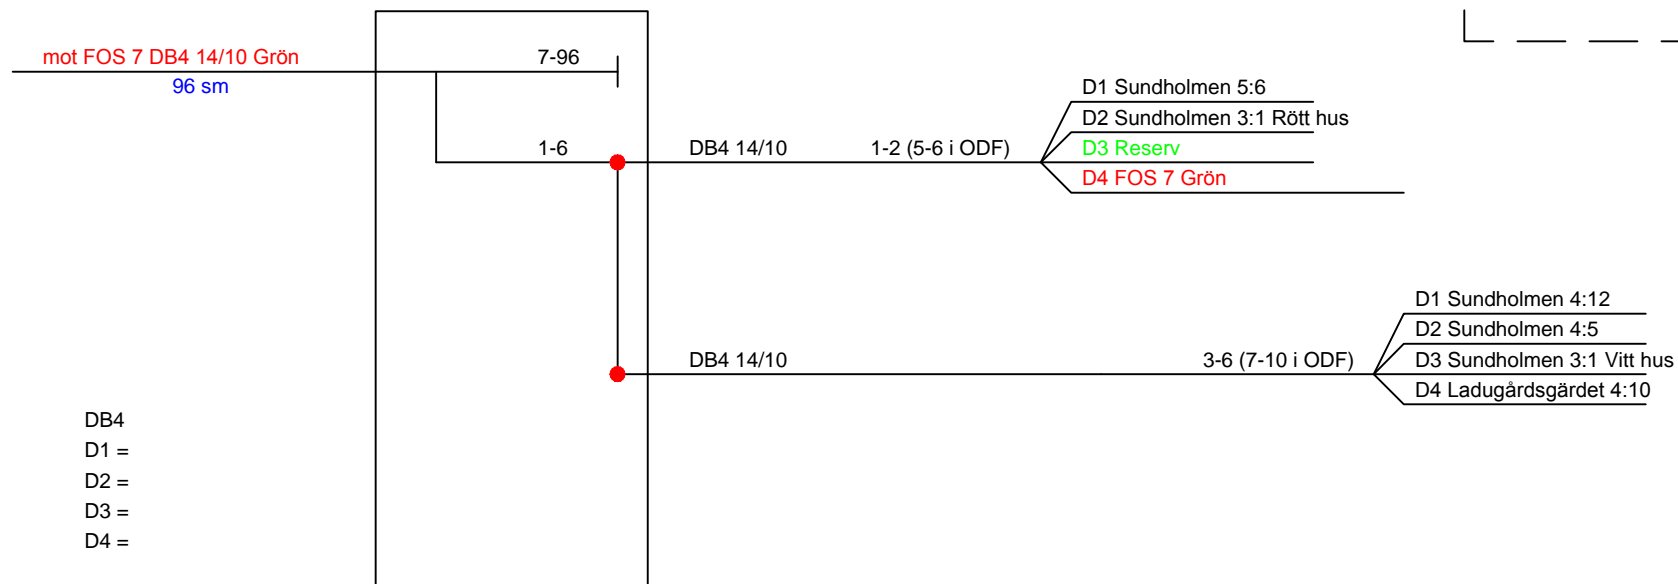 mot FOS 7 DB4 14/10 Grön
96 sm
7-96
1-6
DB4 14/10
1-2 (5-6 i ODF)
D1 Sundholmen 5:6
D2 Sundholmen 3:1 Rött hus
D3 Reserv
D4 FOS 7 Grön
DB4 14/10
3-6 (7-10 i ODF)
D1 Sundholmen 4:12
D2 Sundholmen 4:5
D3 Sundholmen 3:1 Vitt hus
D4 Ladugårdsgärdet 4:10
DB4
D1 =
D2 =
D3 =
D4 =